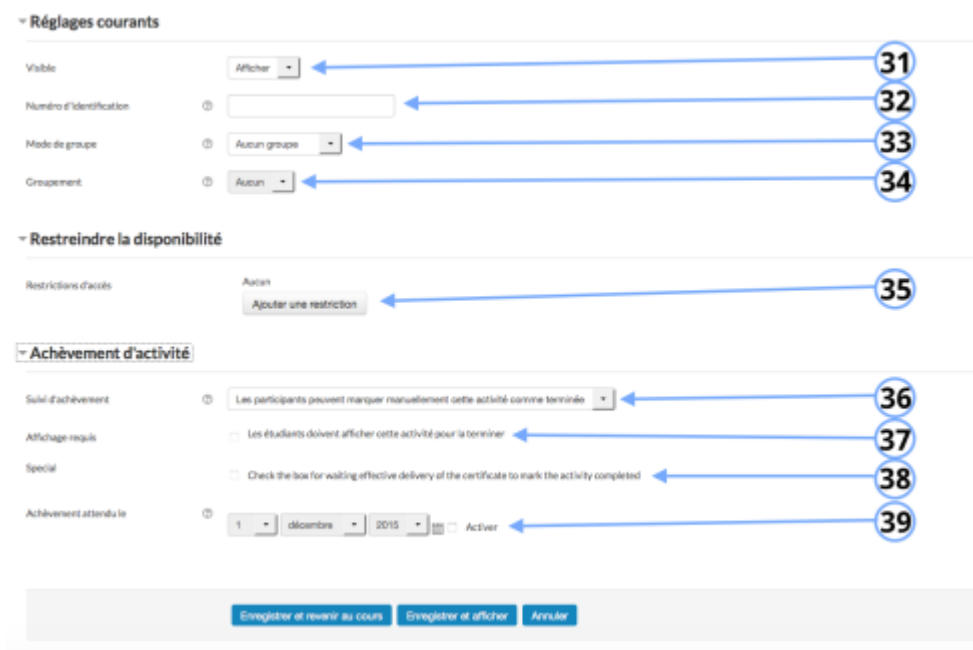 Réglages courants
Visible Afficher 31
Numéro d'identification 32
Mode de groupe Aucun groupe 33
Groupement Aucun 34
Restreindre la disponibilité
Restrictions d'accès Aucun
Ajouter une restriction 35
Achèvement d'activité
Suivi d'achèvement Les participants peuvent marquer manuellement cette activité comme terminée 36
Affichage requis Les étudiants doivent afficher cette activité pour la terminer 37
Special Check the box for waiting effective delivery of the certificate to mark the activity completed 38
Achèvement attendu le 1 décembre 2015 Activer 39
Enregistrer et revenir au cours Enregistrer et afficher Annuler